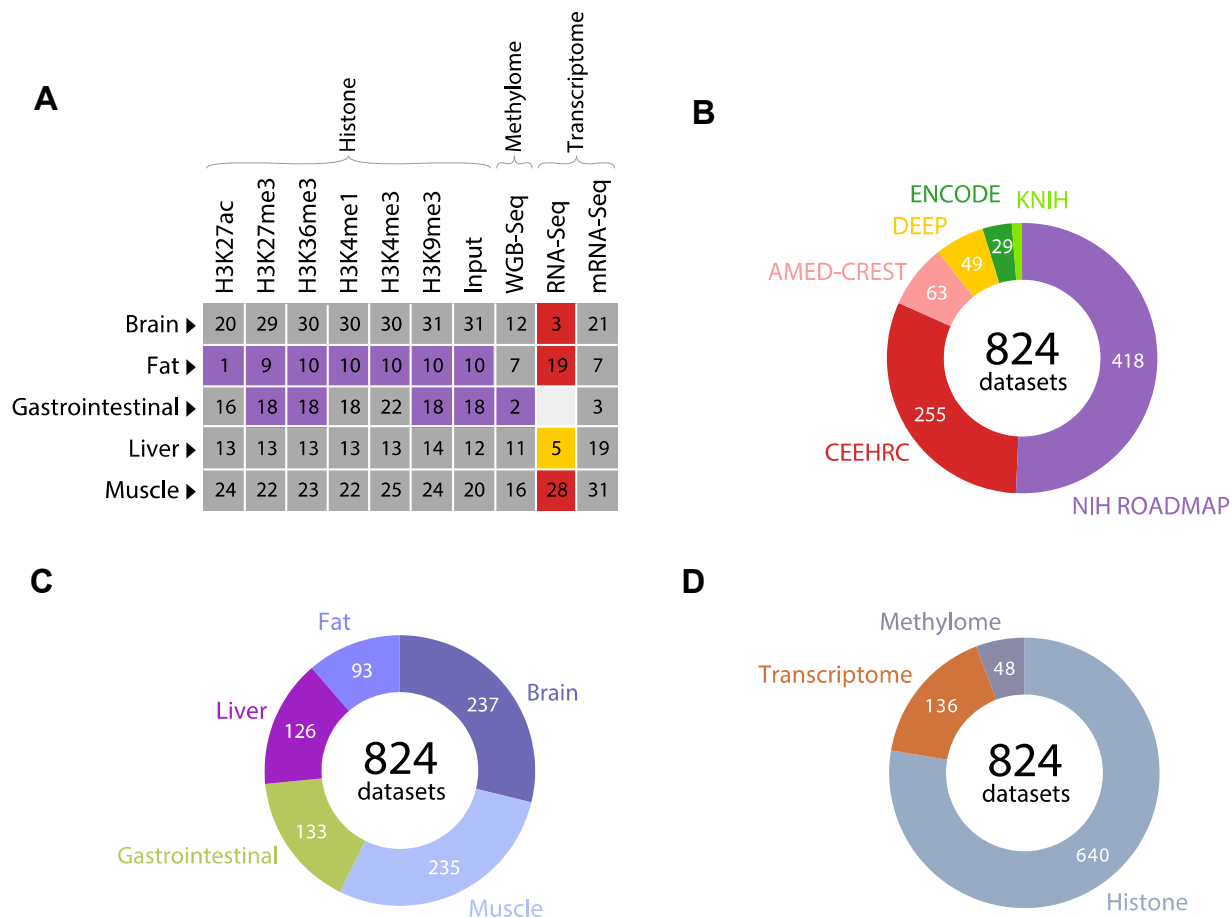 A
Histone
Methylome
Transcriptome
H3K27ac
H3K27me3
H3K36me3
H3K4me1
H3K4me3
H3K9me3
Input
WGB-Seq
RNA-Seq
mRNA-Seq
Brain 20 29 30 30 30 31 31 12 3 21
Fat 1 9 10 10 10 10 10 7 19 7
Gastrointestinal 16 18 18 18 22 18 18 2 3
Liver 13 13 13 13 13 14 12 11 5 19
Muscle 24 22 23 22 25 24 20 16 28 31
B
ENCODE
KNIH
DEEP
AMED-CREST
29
49
63
418
255
824
datasets
CEEHRC
NIH ROADMAP
C
Fat
93
Brain
237
Liver
126
824
datasets
133
Gastrointestinal
235
Muscle
D
Methylome
48
Transcriptome
136
824
datasets
640
Histone